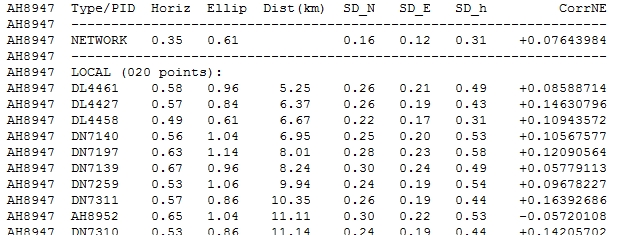 AH8947  Type/PID  Horiz  Ellip  Dist(km)  SD_N  SD_E  SD_h  CorrNE
AH8947  -------------------------------------------------------------------------
AH8947  NETWORK  0.35  0.61  0.16  0.12  0.31  +0.07643984
AH8947  -------------------------------------------------------------------------
AH8947  LOCAL (020 points):
AH8947  DL4461  0.58  0.96  5.25  0.26  0.21  0.49  +0.08588714
AH8947  DL4427  0.57  0.84  6.37  0.26  0.19  0.43  +0.14630796
AH8947  DL4458  0.49  0.61  6.67  0.22  0.17  0.31  +0.10943572
AH8947  DN7140  0.56  1.04  6.95  0.25  0.20  0.53  +0.10567577
AH8947  DN7197  0.63  1.14  8.01  0.28  0.23  0.58  +0.12090564
AH8947  DN7139  0.67  0.96  8.24  0.30  0.24  0.49  +0.05779113
AH8947  DN7259  0.53  1.06  9.94  0.24  0.19  0.54  +0.09678227
AH8947  DN7311  0.57  0.86  10.35  0.26  0.19  0.44  +0.16392686
AH8947  AH8952  0.65  1.04  11.11  0.30  0.22  0.53  -0.05720108
AH8947  DN7310  0.53  0.86  11.14  0.24  0.19  0.44  +0.14205702